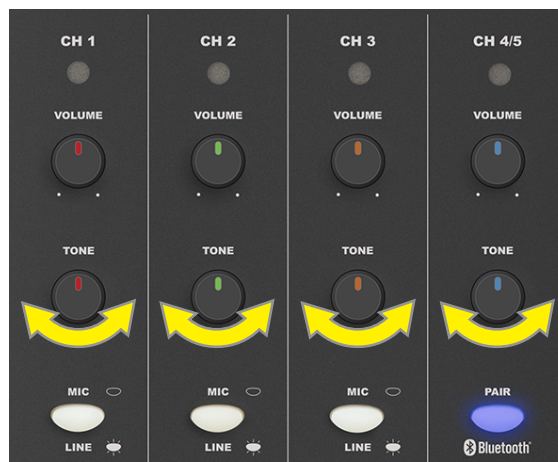 CH 1
VOLUME
TONE
MIC
LINE
CH 2
VOLUME
TONE
MIC
LINE
CH 3
VOLUME
TONE
MIC
LINE
CH 4/5
VOLUME
TONE
PAIR
Bluetooth®